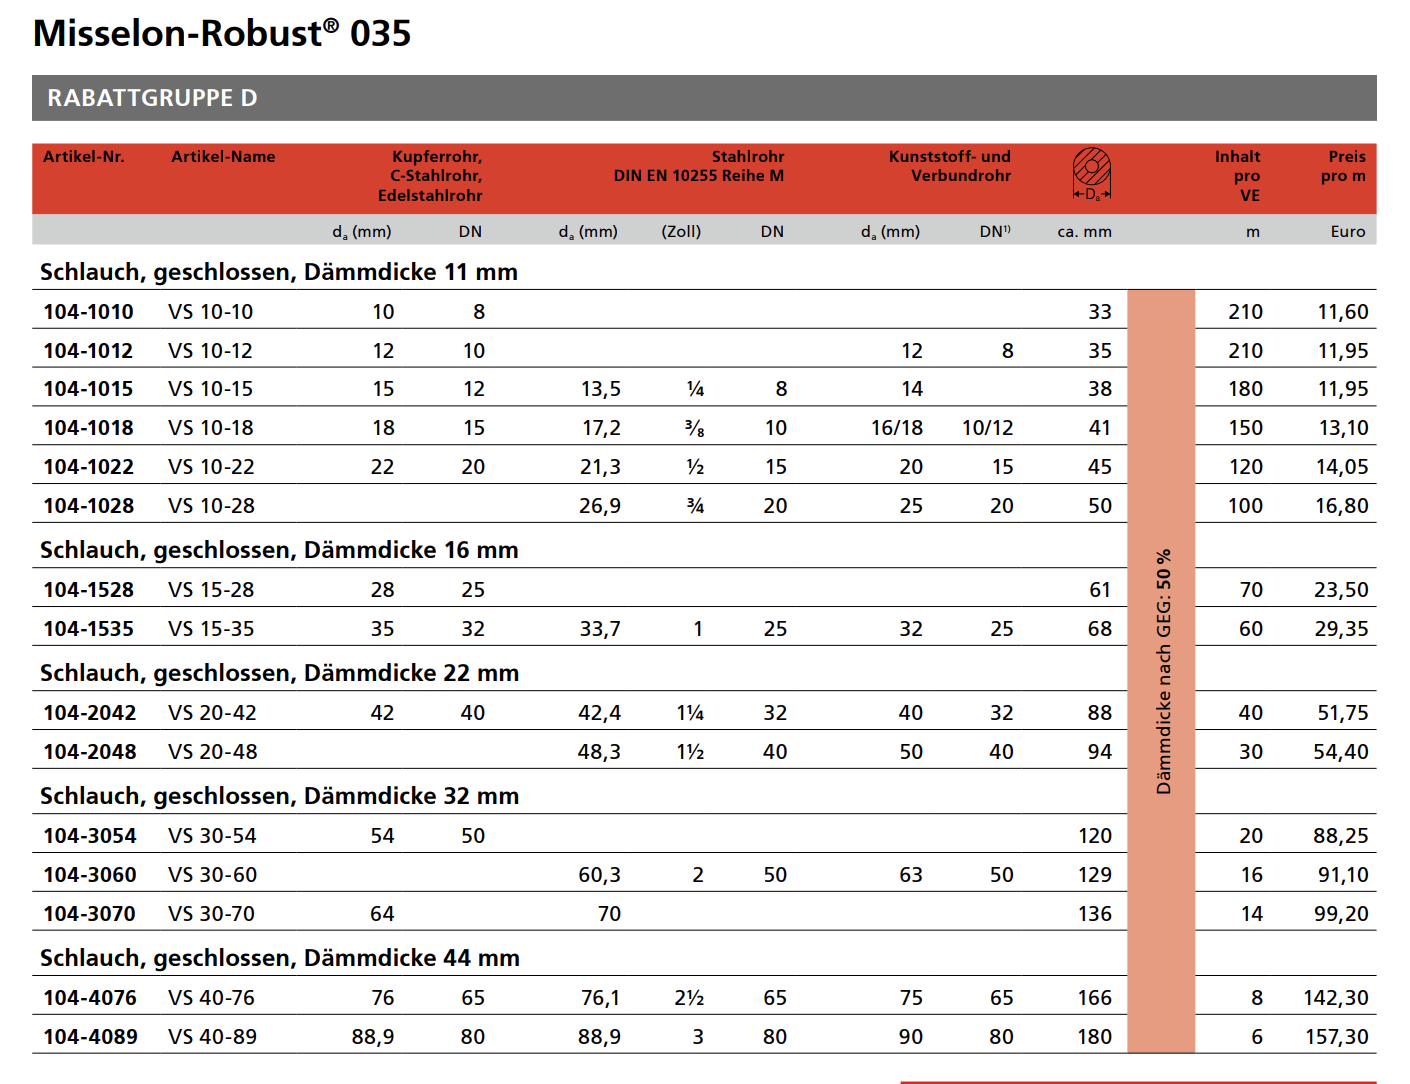 Misselon-Robust® 035
RABATTGRUPPE D
Artikel-Nr. Artikel-Name Kupferrohr, Stahlrohr Kunststoff- und Inhalt Preis
C-Stahlrohr, DIN EN 10255 Reihe M Verbundrohr pro pro m
Edelstahlrohr Dₐ VE
dₐ (mm) DN dₐ (mm) (Zoll) DN dₐ (mm) DN¹⁾ ca. mm m Euro
Schlauch, geschlossen, Dämmdicke 11 mm
104-1010 VS 10-10 10 8 33 210 11,60
104-1012 VS 10-12 12 10 12 8 35 210 11,95
104-1015 VS 10-15 15 12 13,5 ¼ 8 14 38 180 11,95
104-1018 VS 10-18 18 15 17,2 ⅜ 10 16/18 10/12 41 150 13,10
104-1022 VS 10-22 22 20 21,3 ½ 15 20 15 45 120 14,05
104-1028 VS 10-28 26,9 ¾ 20 25 20 50 100 16,80
Schlauch, geschlossen, Dämmdicke 16 mm
104-1528 VS 15-28 28 25 61 70 23,50
104-1535 VS 15-35 35 32 33,7 1 25 32 25 68 60 29,35
Schlauch, geschlossen, Dämmdicke 22 mm
104-2042 VS 20-42 42 40 42,4 1¼ 32 40 32 88 40 51,75
104-2048 VS 20-48 48,3 1½ 40 50 40 94 30 54,40
Schlauch, geschlossen, Dämmdicke 32 mm
104-3054 VS 30-54 54 50 120 20 88,25
104-3060 VS 30-60 60,3 2 50 63 50 129 16 91,10
104-3070 VS 30-70 64 70 136 14 99,20
Schlauch, geschlossen, Dämmdicke 44 mm
104-4076 VS 40-76 76 65 76,1 2½ 65 75 65 166 8 142,30
104-4089 VS 40-89 88,9 80 88,9 3 80 90 80 180 6 157,30
Dämmdicke nach GEG: 50 %